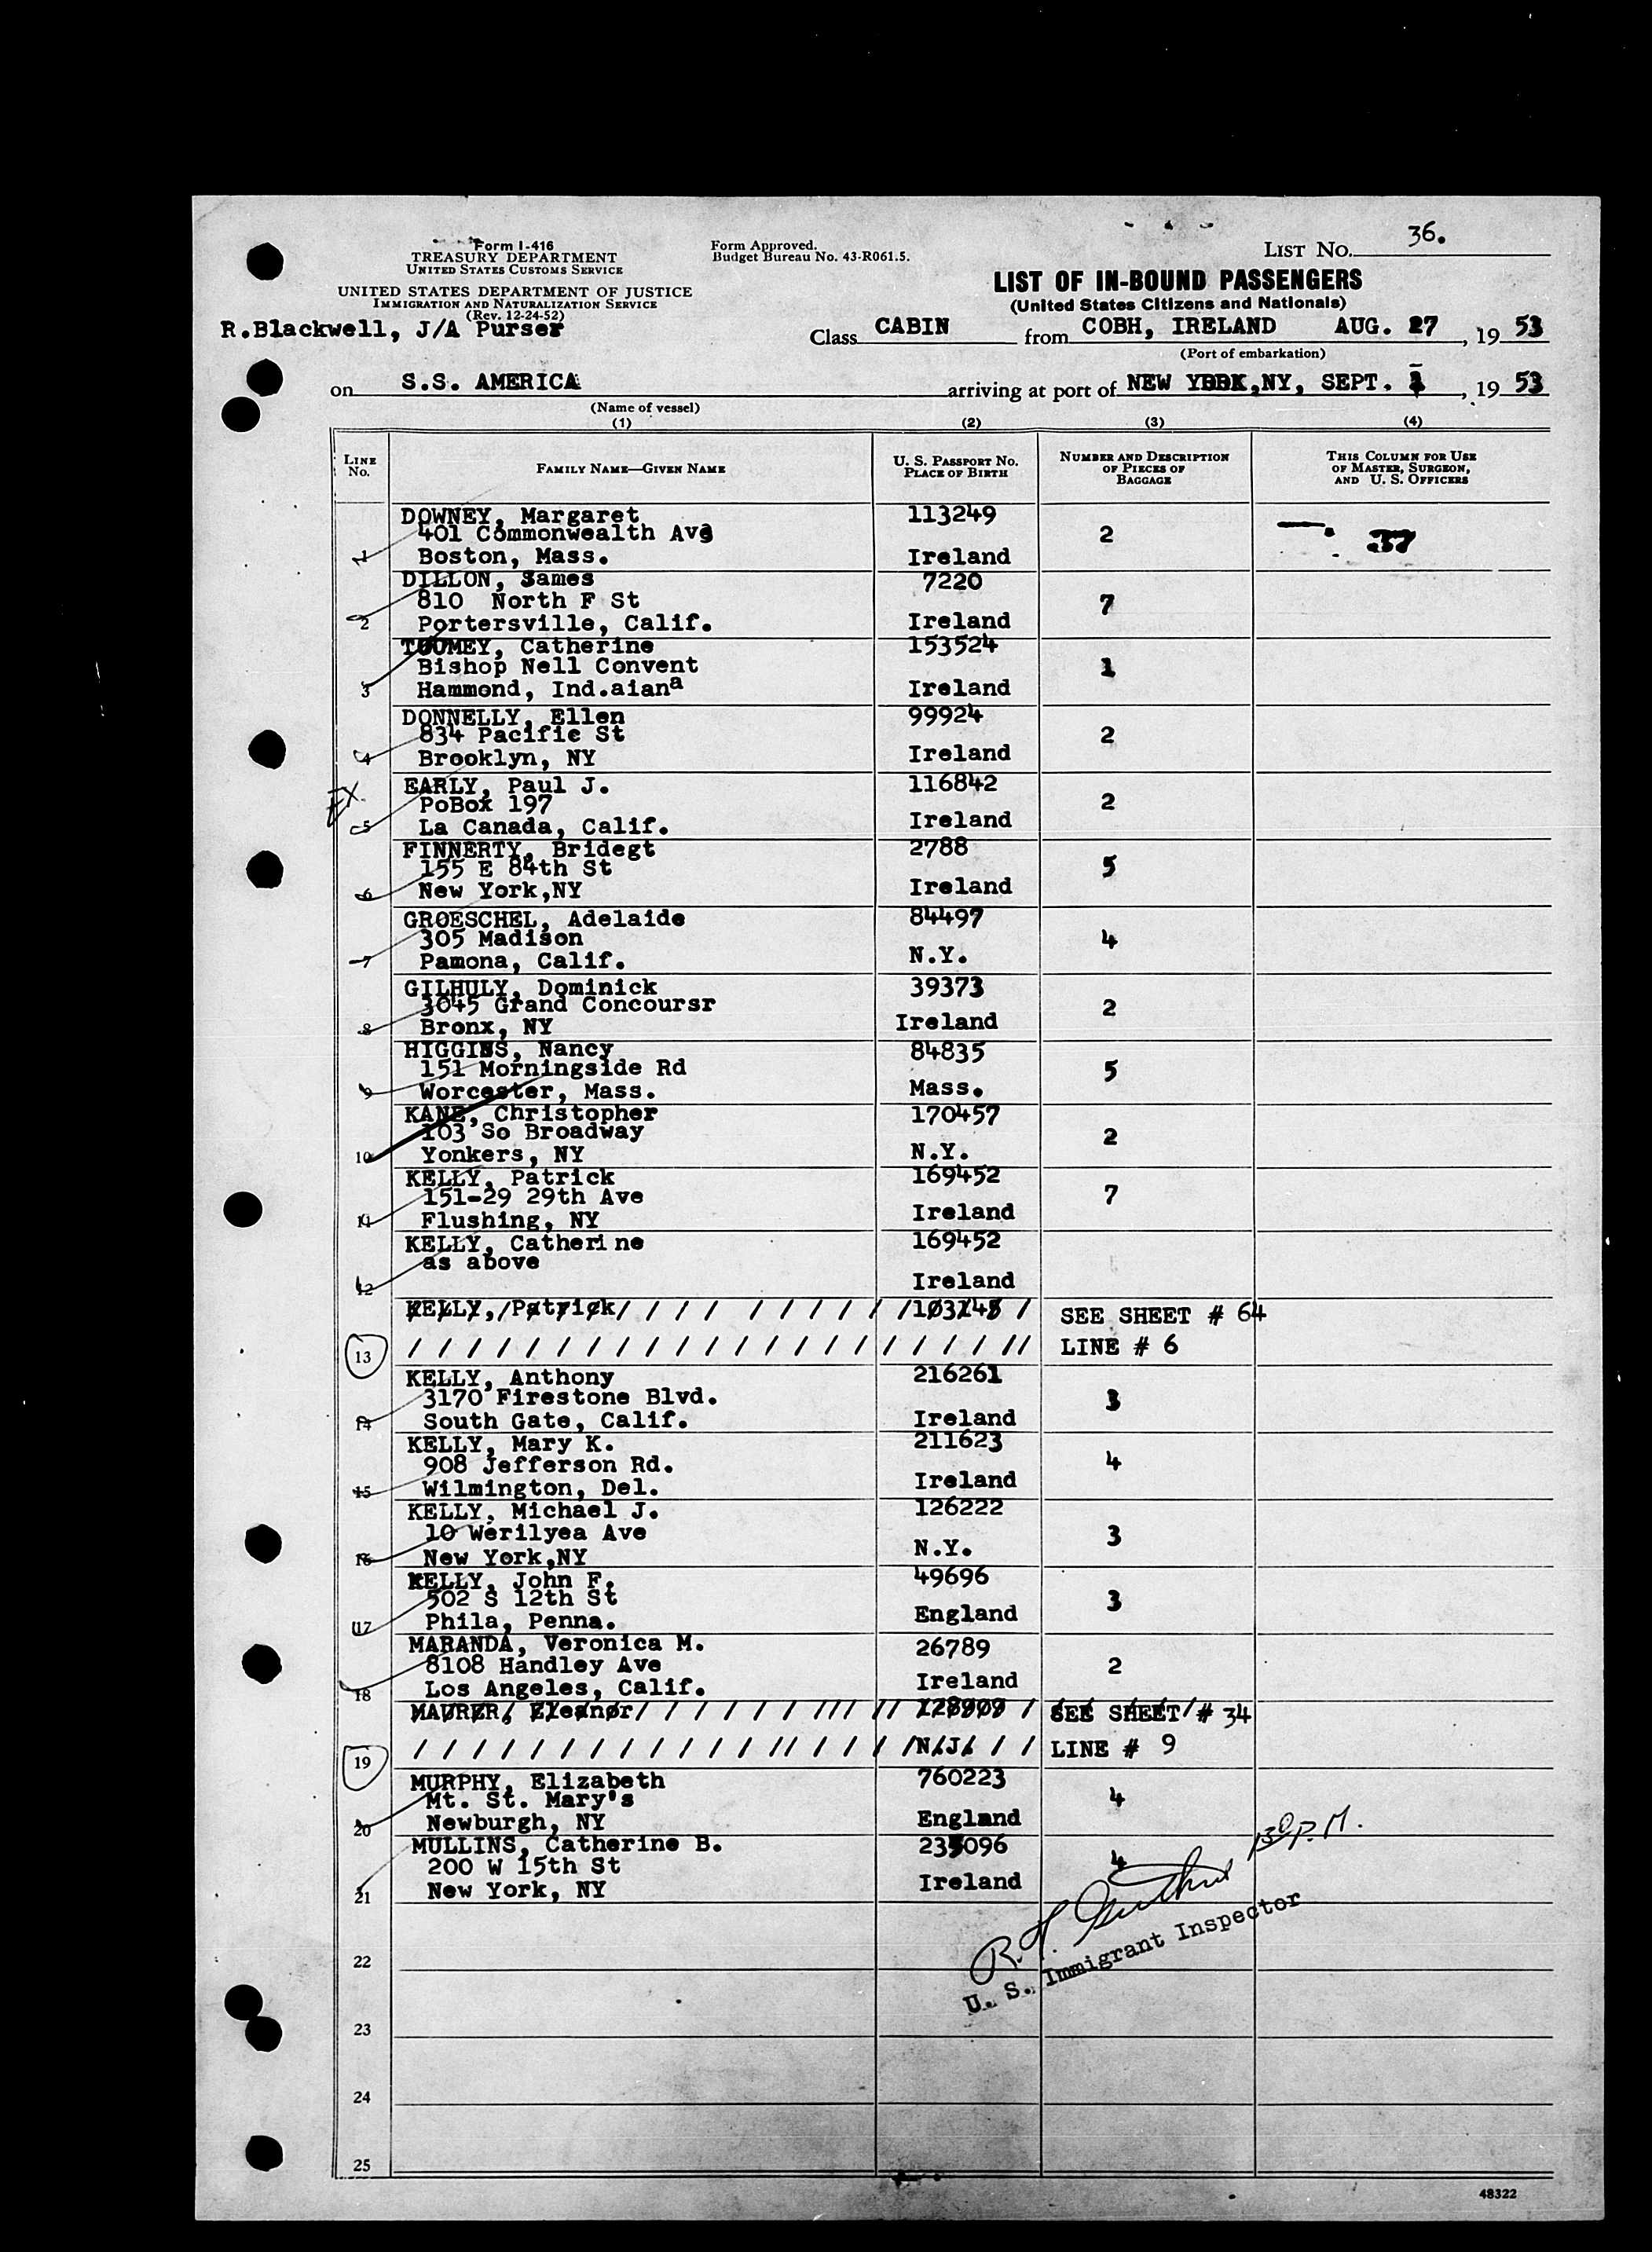 Form I-416
TREASURY DEPARTMENT
UNITED STATES CUSTOMS SERVICE
UNITED STATES DEPARTMENT OF JUSTICE
IMMIGRATION AND NATURALIZATION SERVICE
(Rev. 12-24-52)
R.Blackwell, J/A Purser
Form Approved.
Budget Bureau No. 43-R061.5.
LIST NO. 36.
LIST OF IN-BOUND PASSENGERS
(United States Citizens and Nationals)
Class CABIN from COBH, IRELAND AUG. 27, 1953
(Port of embarkation)
on S.S. AMERICA arriving at port of NEW YORK,NY, SEPT. , 1953
(Name of vessel)
(1) (2) (3) (4)
LINE NO. FAMILY NAME—GIVEN NAME U. S. PASSPORT NO. PLACE OF BIRTH NUMBER AND DESCRIPTION OF PIECES OF BAGGAGE THIS COLUMN FOR USE OF MASTER, SURGEON, AND U. S. OFFICERS
DOWNEY, Margaret 113249
401 Commonwealth Ave 2 37
1 Boston, Mass. Ireland
DILLON, James 7220
810 North F St 7
2 Portersville, Calif. Ireland
TOOMEY, Catherine 153524
Bishop Nell Convent 1
3 Hammond, Ind.aiana Ireland
DONNELLY, Ellen 99924
834 Pacific St 2
4 Brooklyn, NY Ireland
EARLY, Paul J. 116842
EX PoBox 197 2
5 La Canada, Calif. Ireland
FINNERTY, Bridegt 2788
155 E 84th St 5
6 New York,NY Ireland
GROESCHEL, Adelaide 84497
305 Madison 4
7 Pamona, Calif. N.Y.
GILHULY, Dominick 39373
3045 Grand Concoursr 2
8 Bronx, NY Ireland
HIGGINS, Nancy 84835
151 Morningside Rd 5
9 Worcester, Mass. Mass.
KANE, Christopher 170457
103 So Broadway 2
10 Yonkers, NY N.Y.
KELLY, Patrick 169452
151-29 29th Ave 7
11 Flushing, NY Ireland
KELLY, Catherine 169452
as above
12 Ireland
KELLY, Patrick SEE SHEET # 64
13 LINE # 6
KELLY, Anthony 216261
3170 Firestone Blvd. 3
14 South Gate, Calif. Ireland
KELLY, Mary K. 211623
908 Jefferson Rd. 4
15 Wilmington, Del. Ireland
KELLY, Michael J. 126222
10 Werilyea Ave 3
16 New York,NY N.Y.
KELLY, John F. 49696
502 S 12th St 3
17 Phila, Penna. England
MARANDA, Veronica M. 26789
8108 Handley Ave 2
18 Los Angeles, Calif. Ireland
MAURER, Eleanor 128909 SEE SHEET # 34
19 N.J. LINE # 9
MURPHY, Elizabeth 760223
Mt. St. Mary's 4
20 Newburgh, NY England
MULLINS, Catherine B. 235096
200 W 15th St 4
21 New York, NY Ireland
130 P.M.
U. S. Immigrant Inspector
22
23
24
25
48322